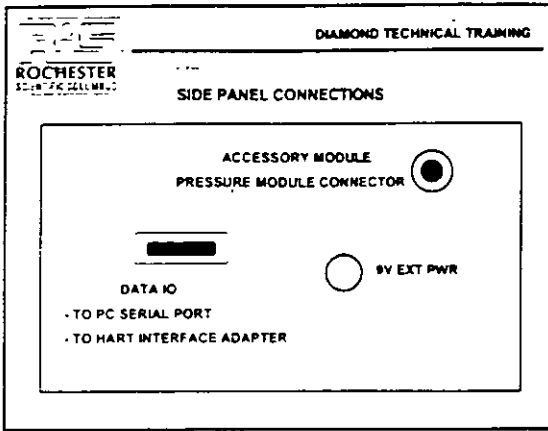 DIAMOND TECHNICAL TRAINING
ROCHESTER
SIDE PANEL CONNECTIONS
ACCESSORY MODULE
PRESSURE MODULE CONNECTOR
9V EXT PWR
DATA IO
- TO PC SERIAL PORT
- TO HART INTERFACE ADAPTER